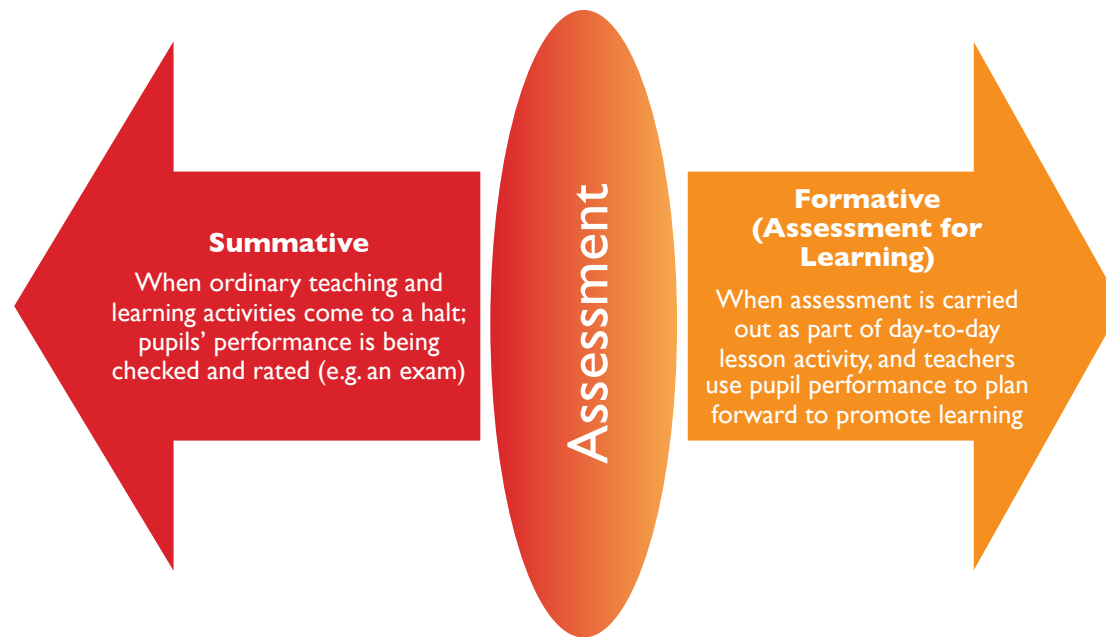 Summative
When ordinary teaching and
learning activities come to a halt;
pupils’ performance is being
checked and rated (e.g. an exam)
Assessment
Formative
(Assessment for
Learning)
When assessment is carried
out as part of day-to-day
lesson activity, and teachers
use pupil performance to plan
forward to promote learning